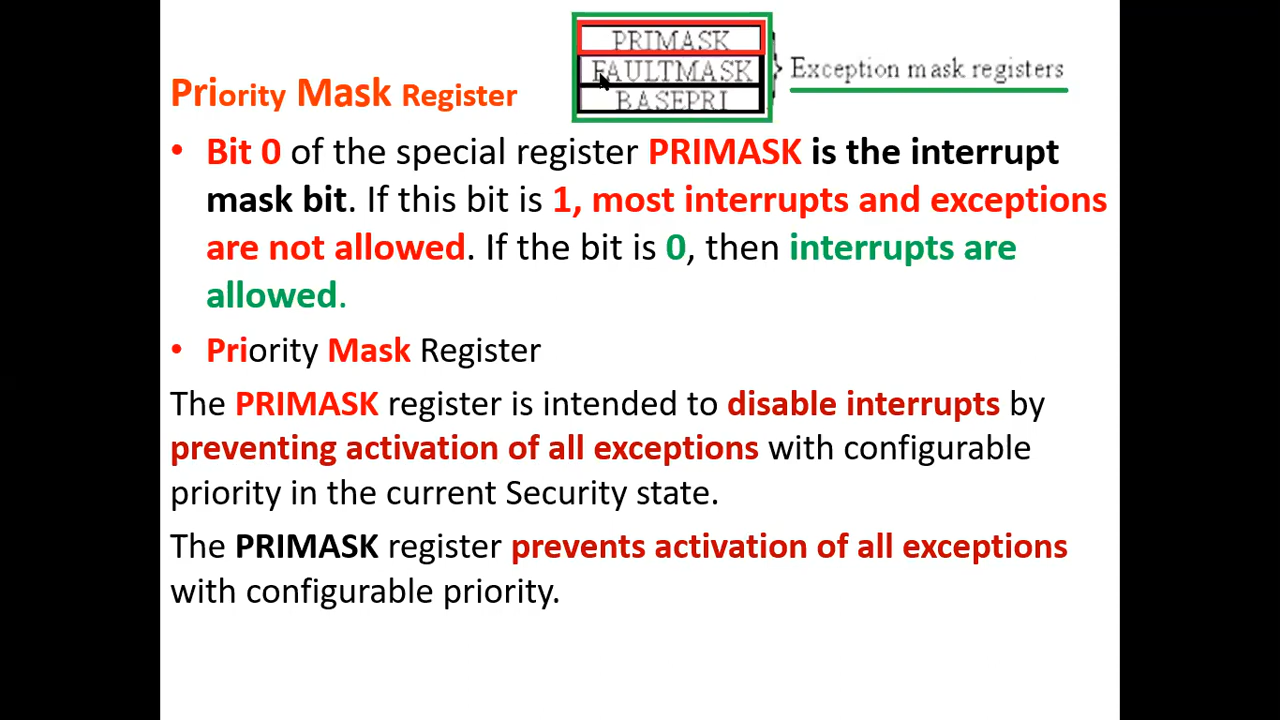 PRIMASK
FAULTMASK
BASEPRI
Exception mask registers
Priority Mask Register
• Bit 0 of the special register PRIMASK is the interrupt
mask bit. If this bit is 1, most interrupts and exceptions
are not allowed. If the bit is 0, then interrupts are
allowed.
• Priority Mask Register
The PRIMASK register is intended to disable interrupts by
preventing activation of all exceptions with configurable
priority in the current Security state.
The PRIMASK register prevents activation of all exceptions
with configurable priority.